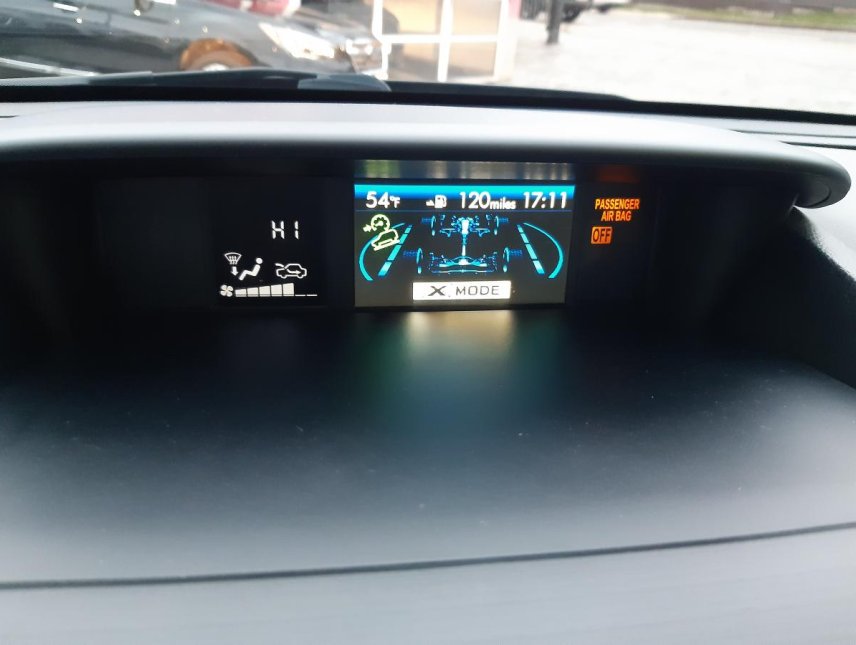 HI
54°F 120miles 17:11
X MODE
PASSENGER
AIR BAG
OFF